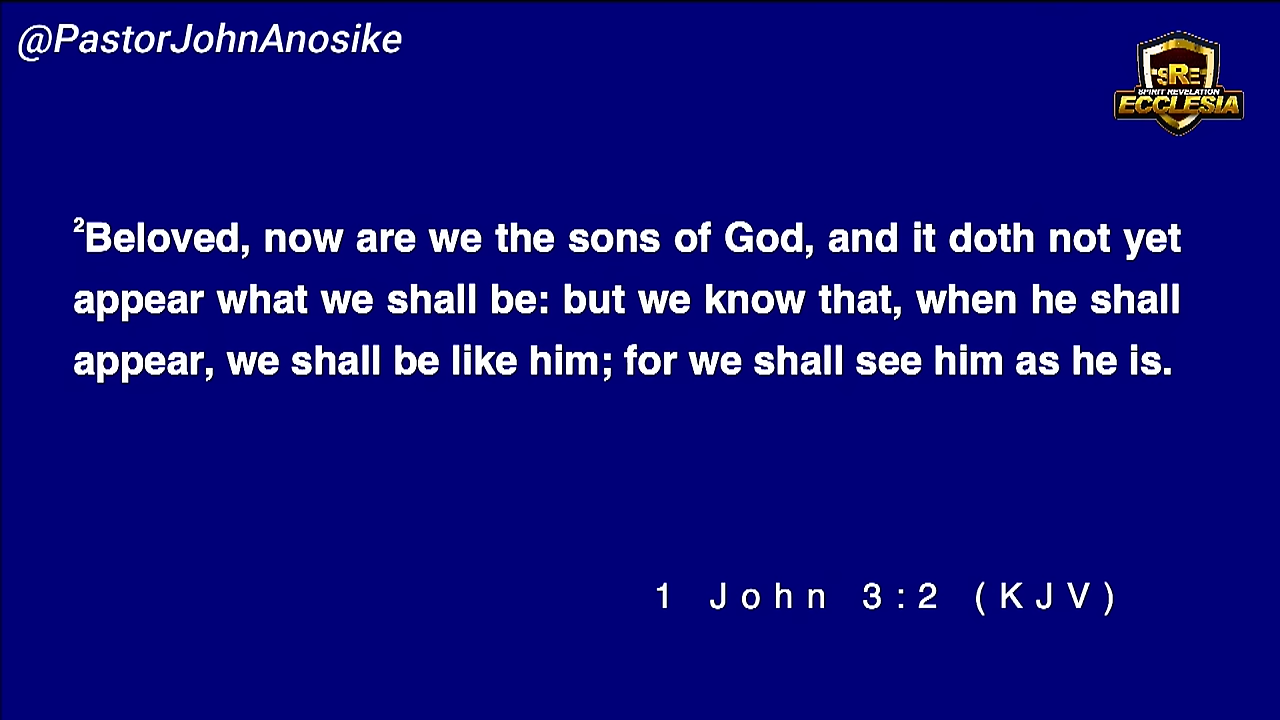 @PastorJohnAnosike
SRE
SPIRIT REVELATION
ECCLESIA
²Beloved, now are we the sons of God, and it doth not yet
appear what we shall be: but we know that, when he shall
appear, we shall be like him; for we shall see him as he is.
1 John 3:2 (KJV)